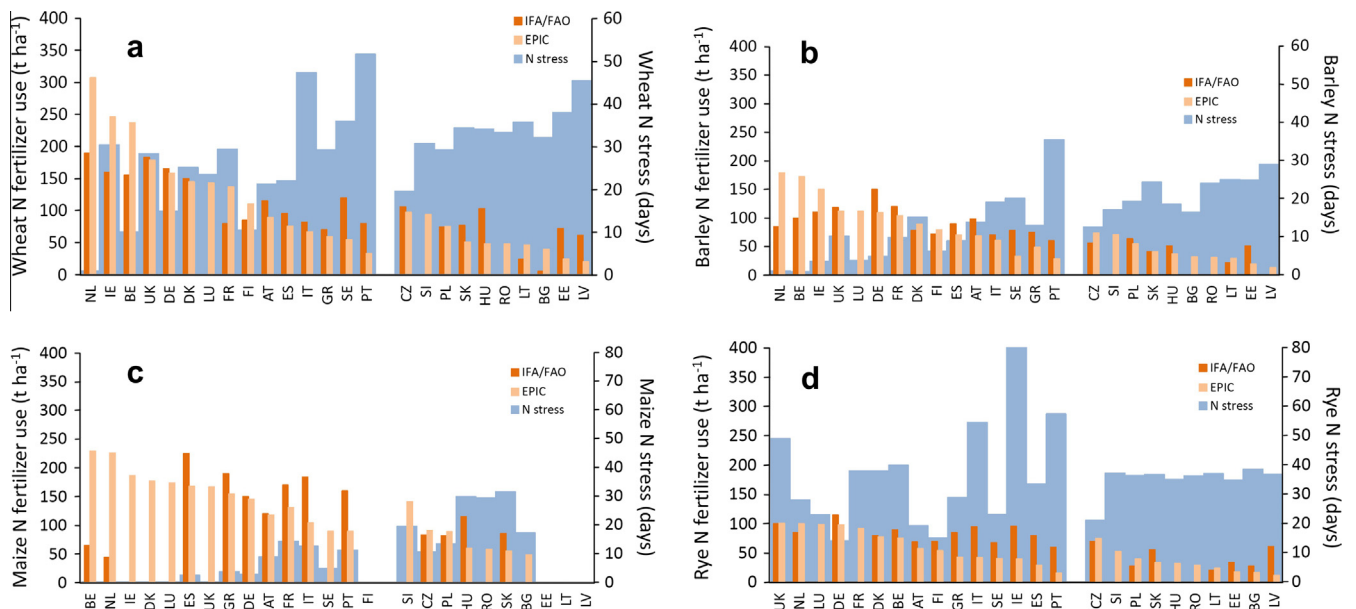 a
Wheat N fertilizer use (t ha⁻¹)
400
350
300
250
200
150
100
50
0
60
50
40
30
20
10
0
Wheat N stress (days)
IFA/FAO
EPIC
N stress
NL IE BE UK DE DK LU FR FI AT ES IT GR SE PT CZ SI PL SK HU RO LT BG EE LV
b
Barley N fertilizer use (t ha⁻¹)
400
350
300
250
200
150
100
50
0
60
50
40
30
20
10
0
Barley N stress (days)
IFA/FAO
EPIC
N stress
NL BE IE UK LU DE FR DK FI ES AT IT SE GR PT CZ SI PL SK HU BG RO LT EE LV
c
Maize N fertilizer use (t ha⁻¹)
400
350
300
250
200
150
100
50
0
80
70
60
50
40
30
20
10
0
Maize N stress (days)
IFA/FAO
EPIC
N stress
BE NL IE DK LU ES UK GR DE AT FR IT SE PT FI SI CZ PL HU RO SK BG EE LT LV
d
Rye N fertilizer use (t ha⁻¹)
400
350
300
250
200
150
100
50
0
80
70
60
50
40
30
20
10
0
Rye N stress (days)
IFA/FAO
EPIC
N stress
UK NL LU DE FR DK BE AT FI GR IT SE IE ES PT CZ SI PL SK HU RO LT EE BG LV